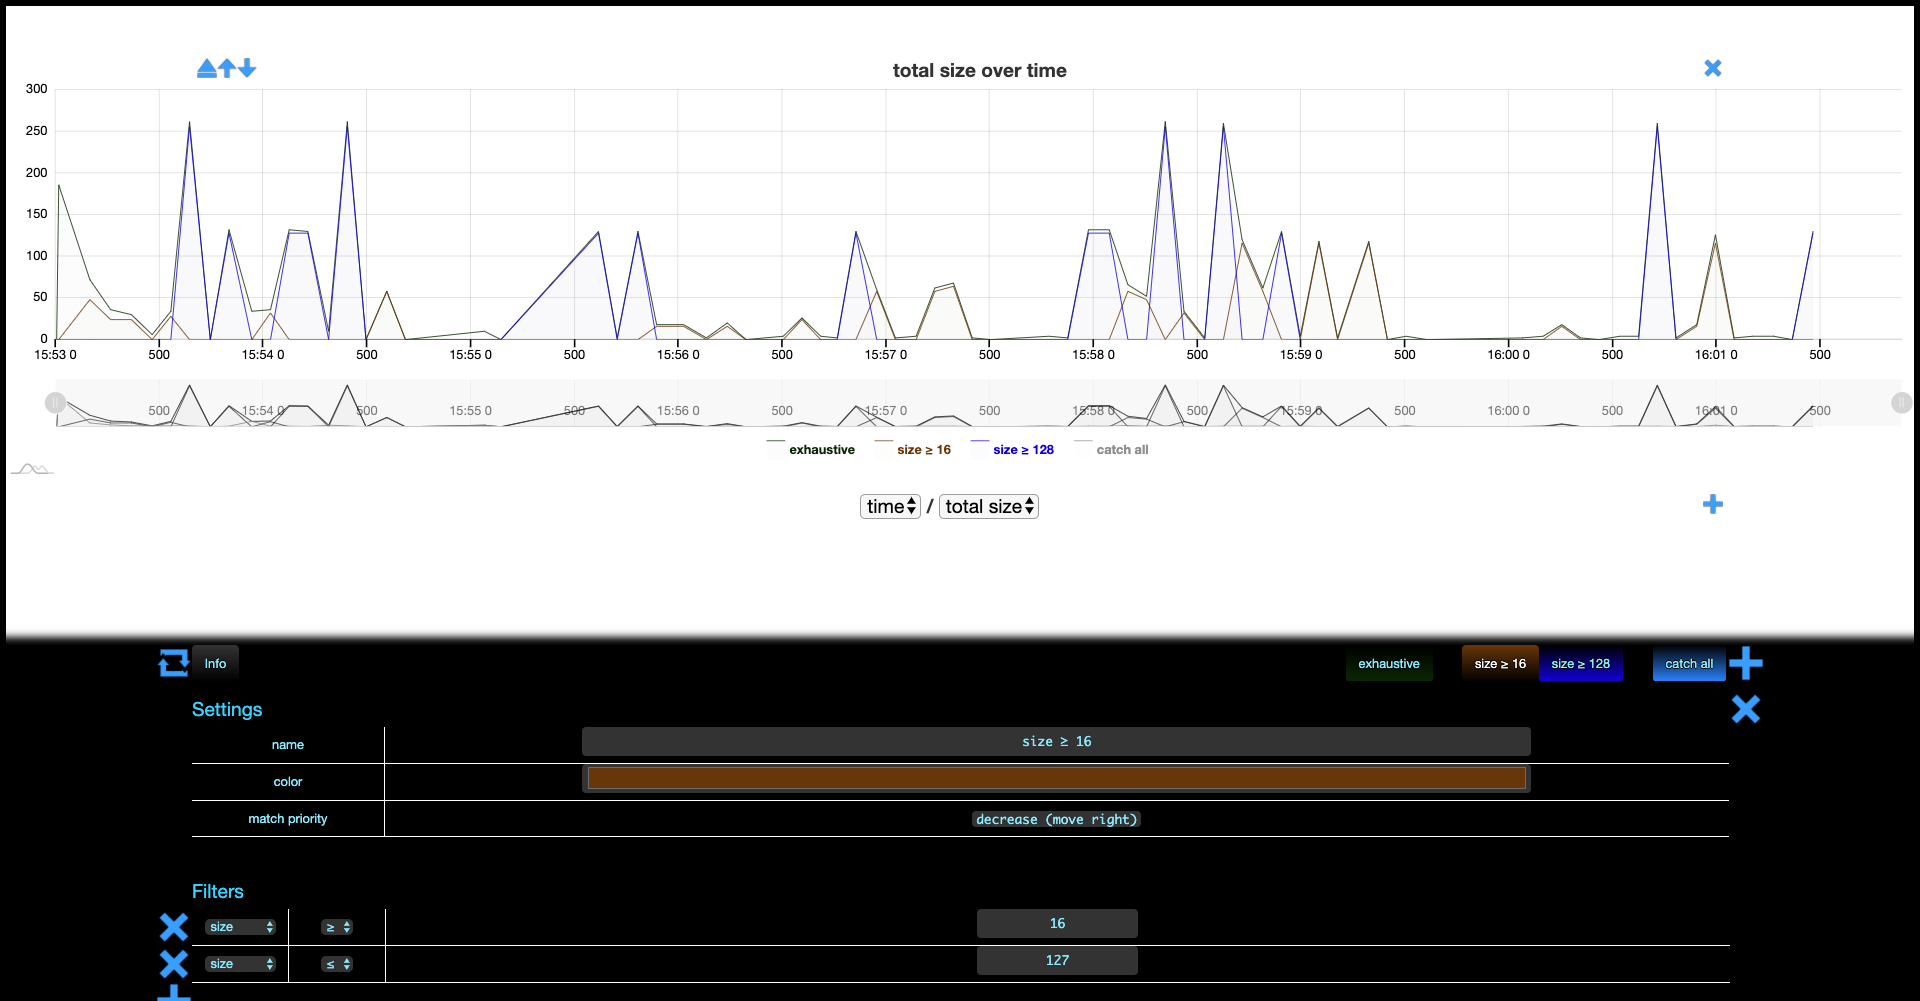 total size over time
300
250
200
150
100
50
0
15:53 0 500 15:54 0 500 15:55 0 500 15:56 0 500 15:57 0 500 15:58 0 500 15:59 0 500 16:00 0 500 16:01 0 500
500 15:54 0 500 15:55 0 500 15:56 0 500 15:57 0 500 15:58 0 500 15:59 0 500 16:00 0 500 16:01 0 500
exhaustive size ≥ 16 size ≥ 128 catch all
time / total size
Info exhaustive size ≥ 16 size ≥ 128 catch all
Settings
name size ≥ 16
color
match priority decrease (move right)
Filters
size ≥ 16
size ≤ 127